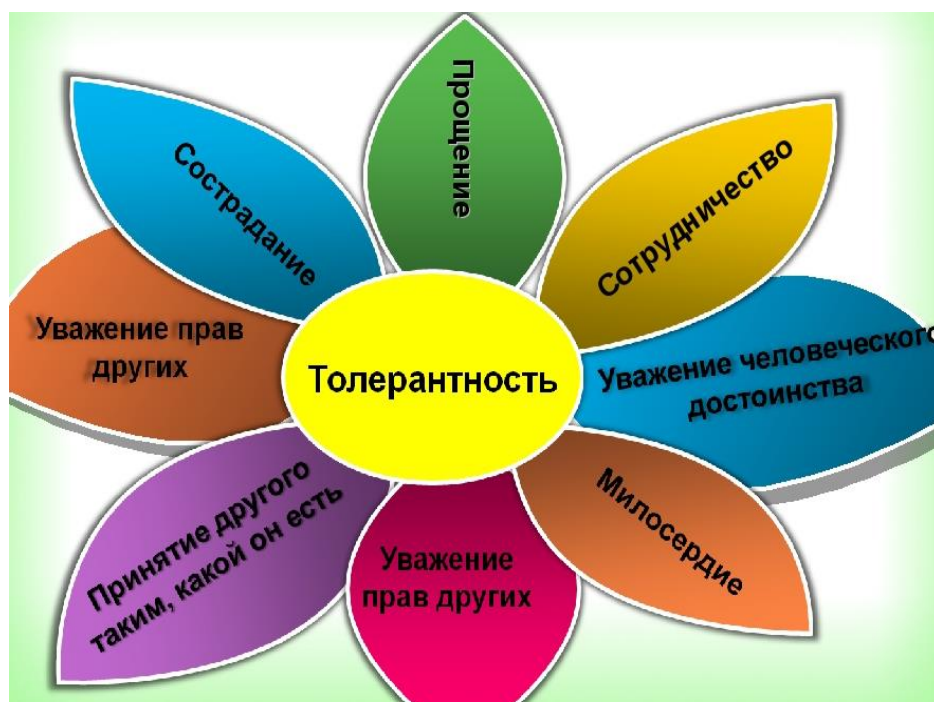 Прощение
Сострадание
Сотрудничество
Уважение прав
других
Толерантность
Уважение человеческого
достоинства
Принятие другого
таким, какой он есть
Уважение
прав других
Милосердие